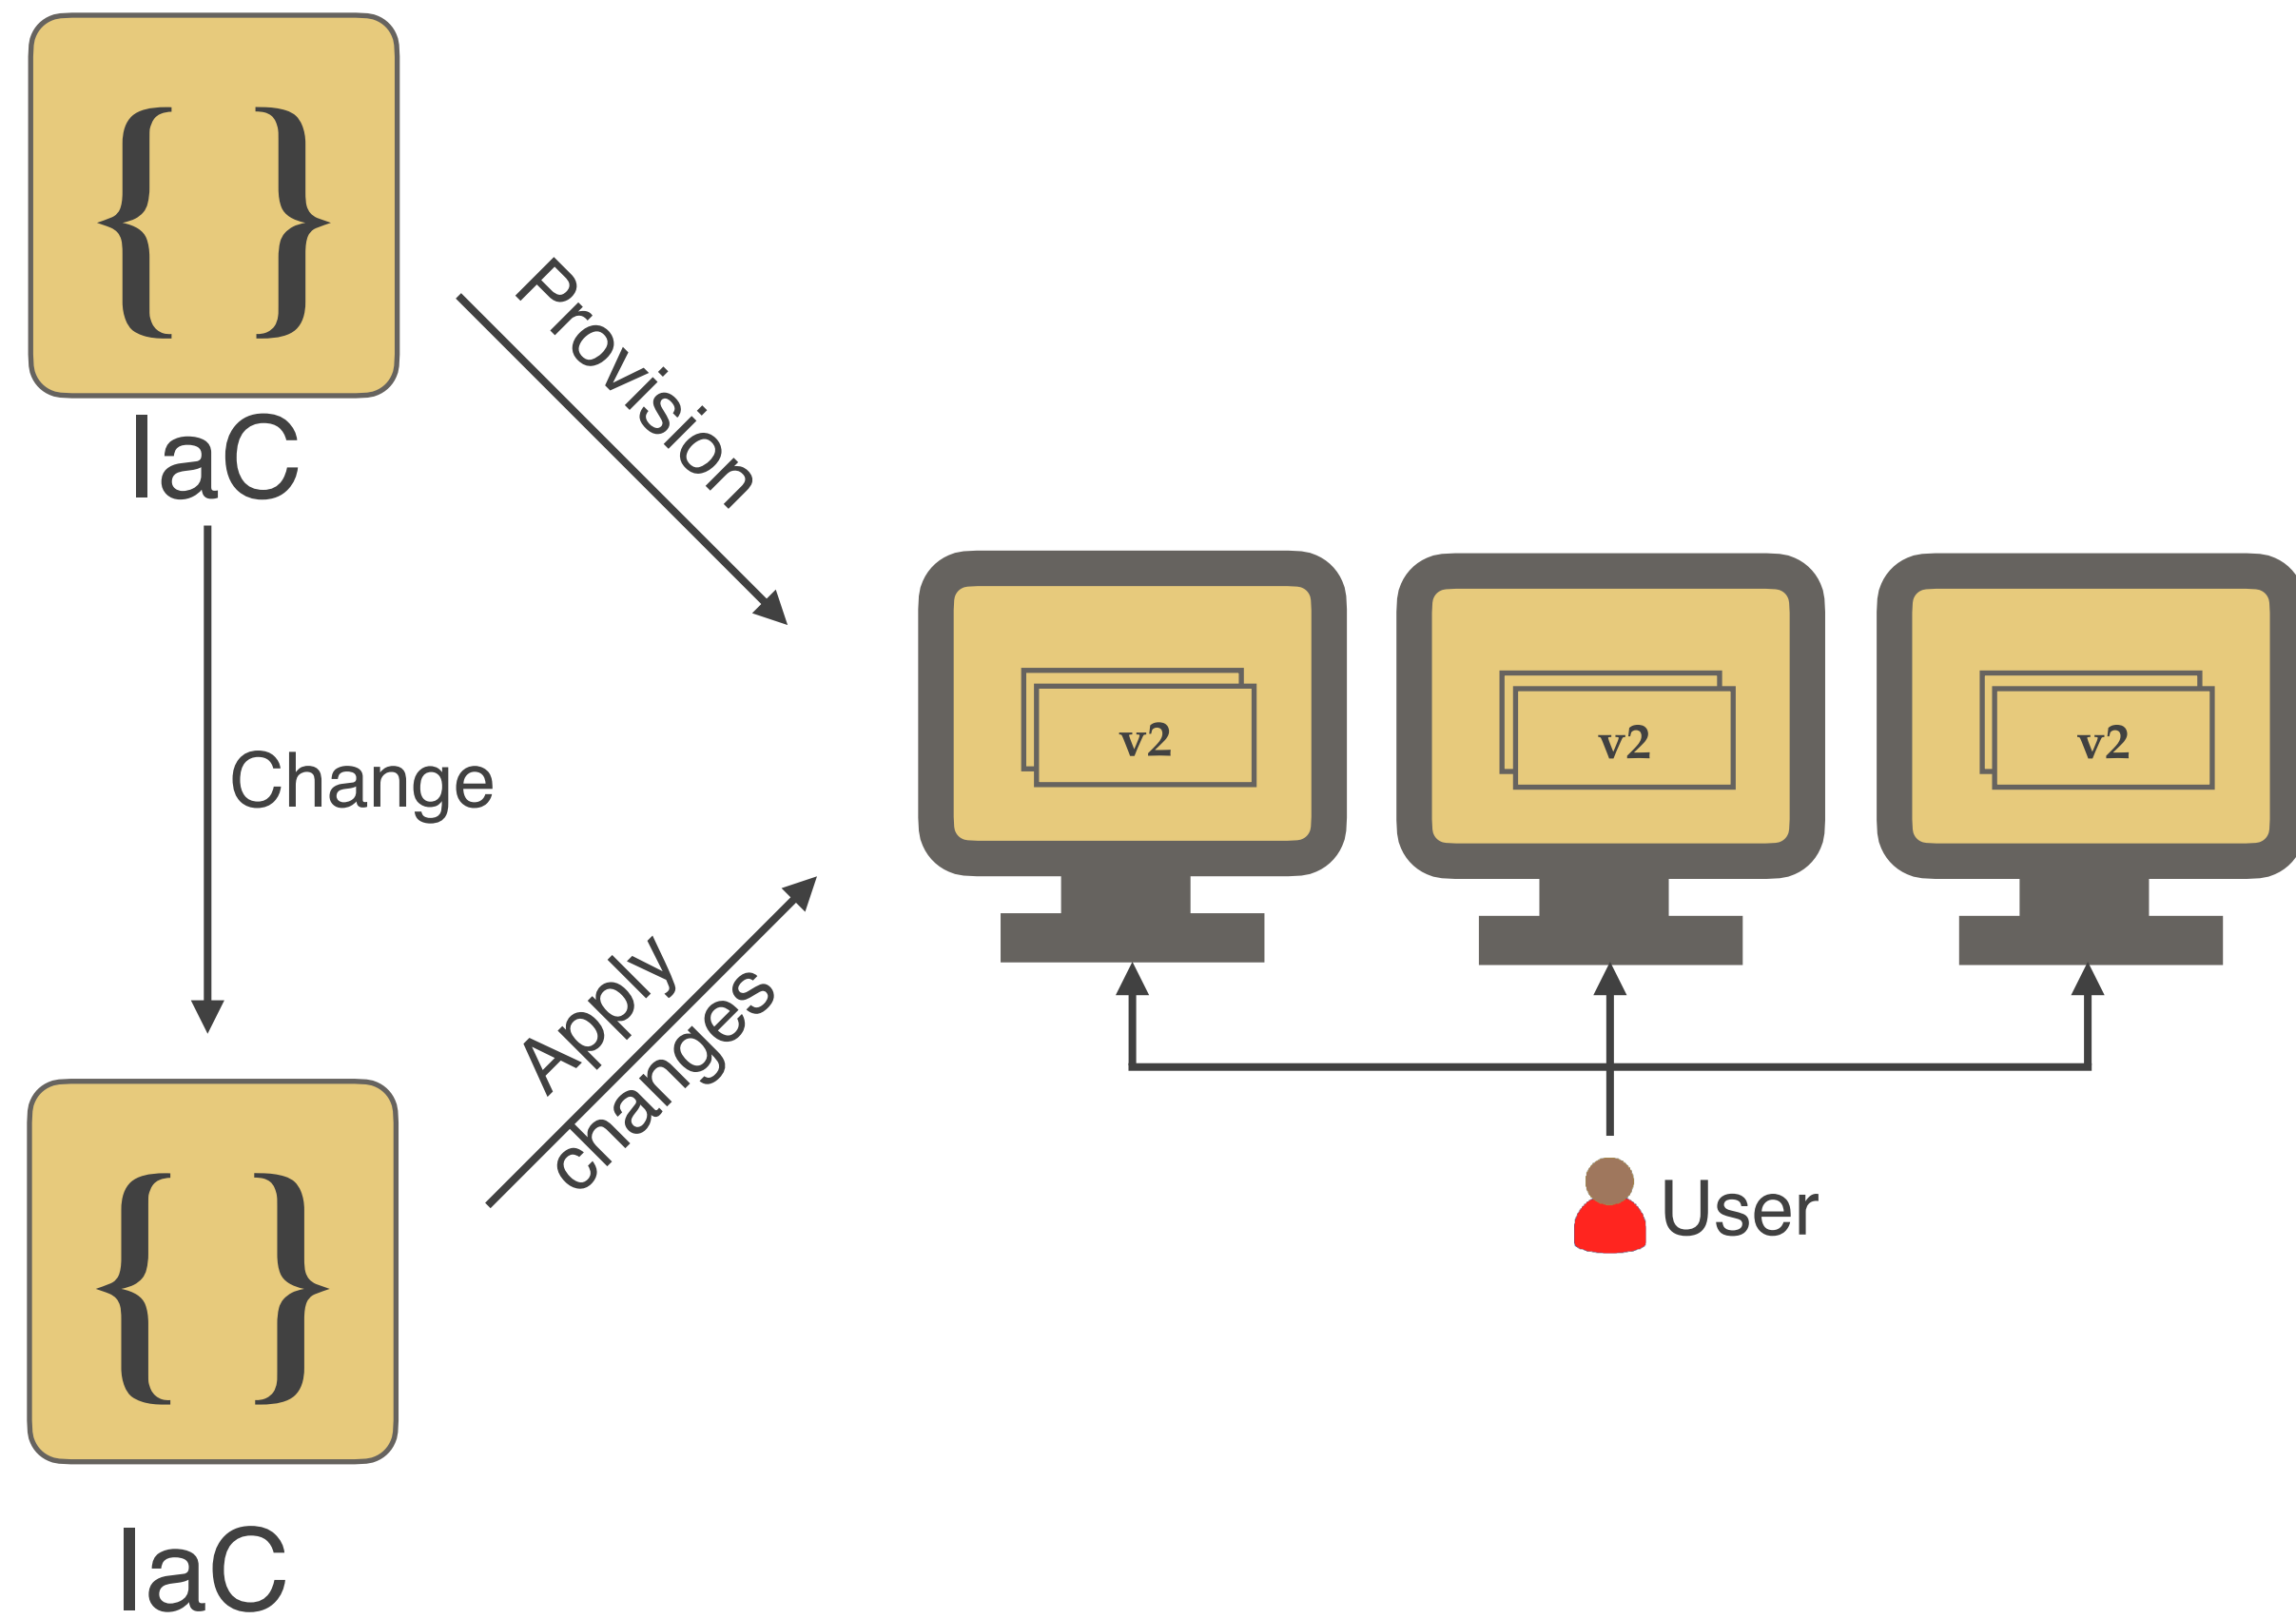 { }
IaC
Provision
Change
v2
v2
v2
Apply
changes
User
{ }
IaC